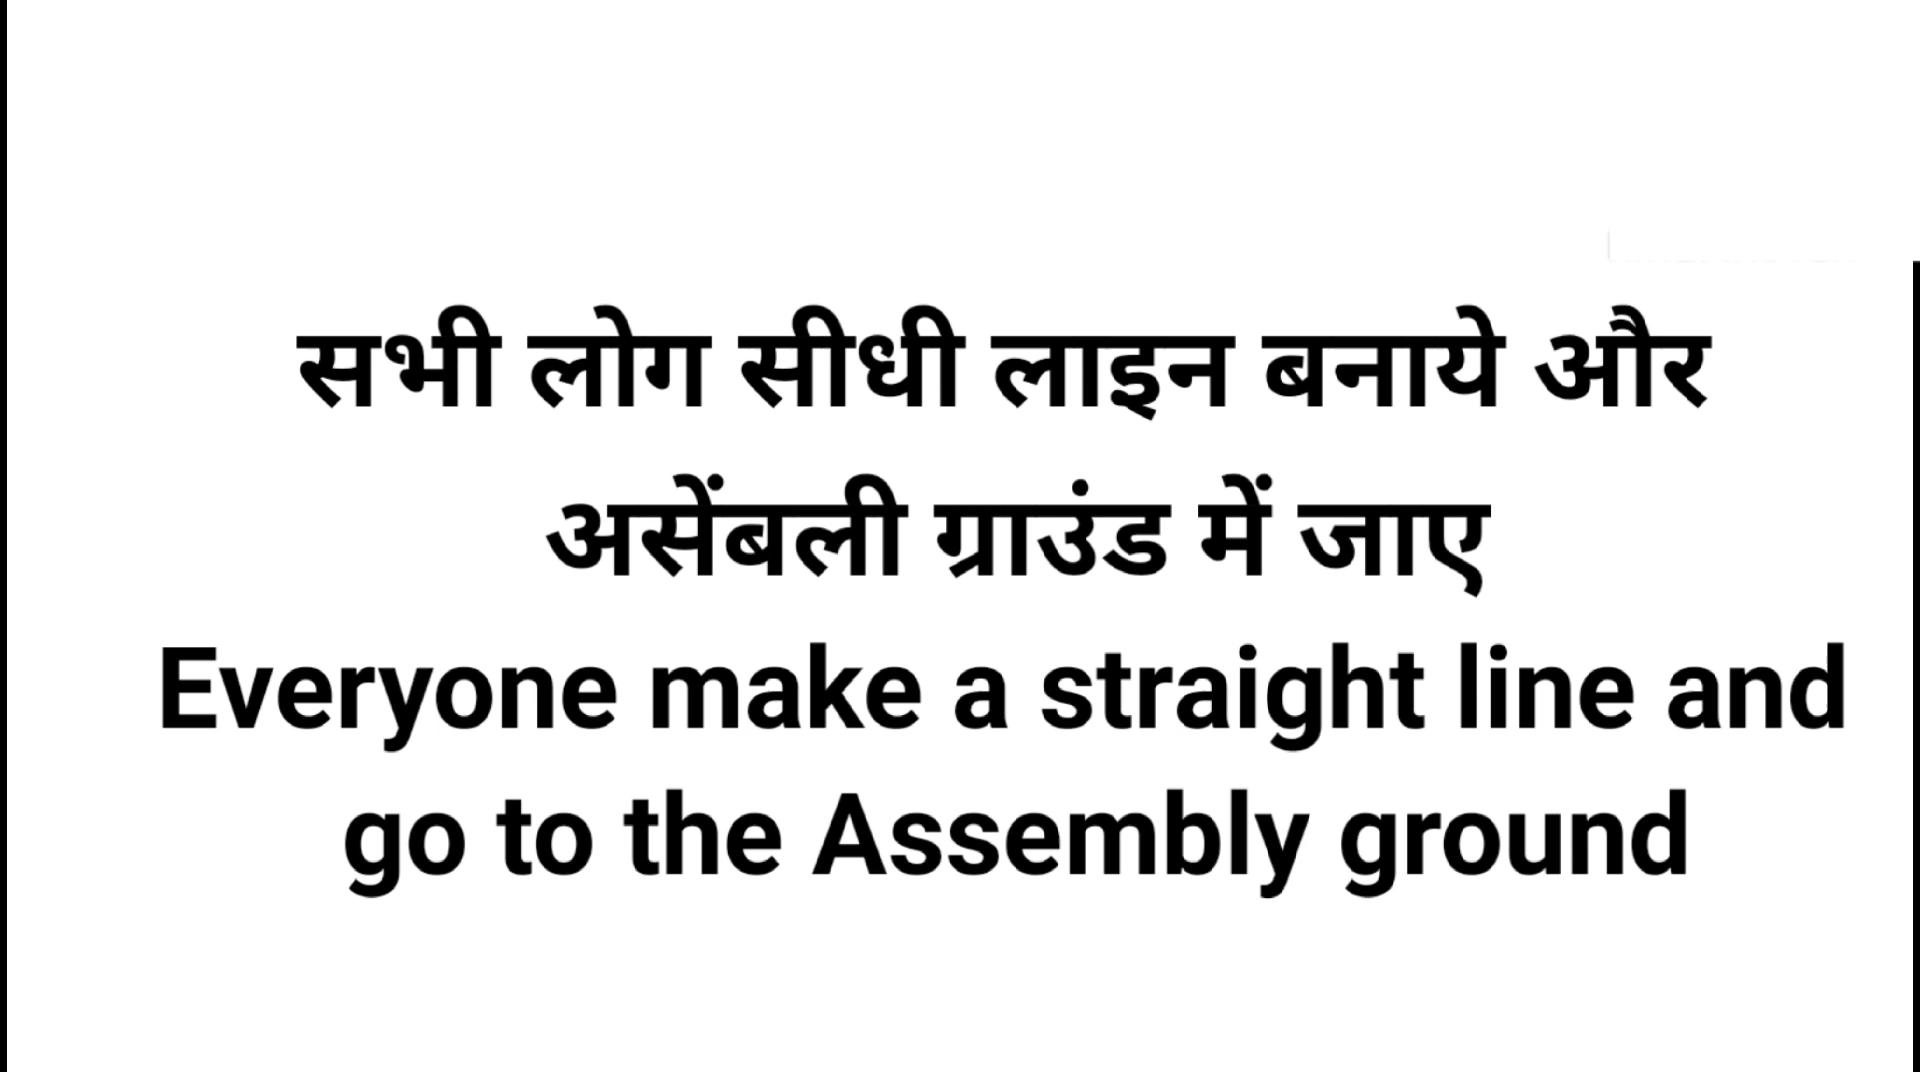 सभी लोग सीधी लाइन बनाये और
असेंबली ग्राउंड में जाए
Everyone make a straight line and
go to the Assembly ground